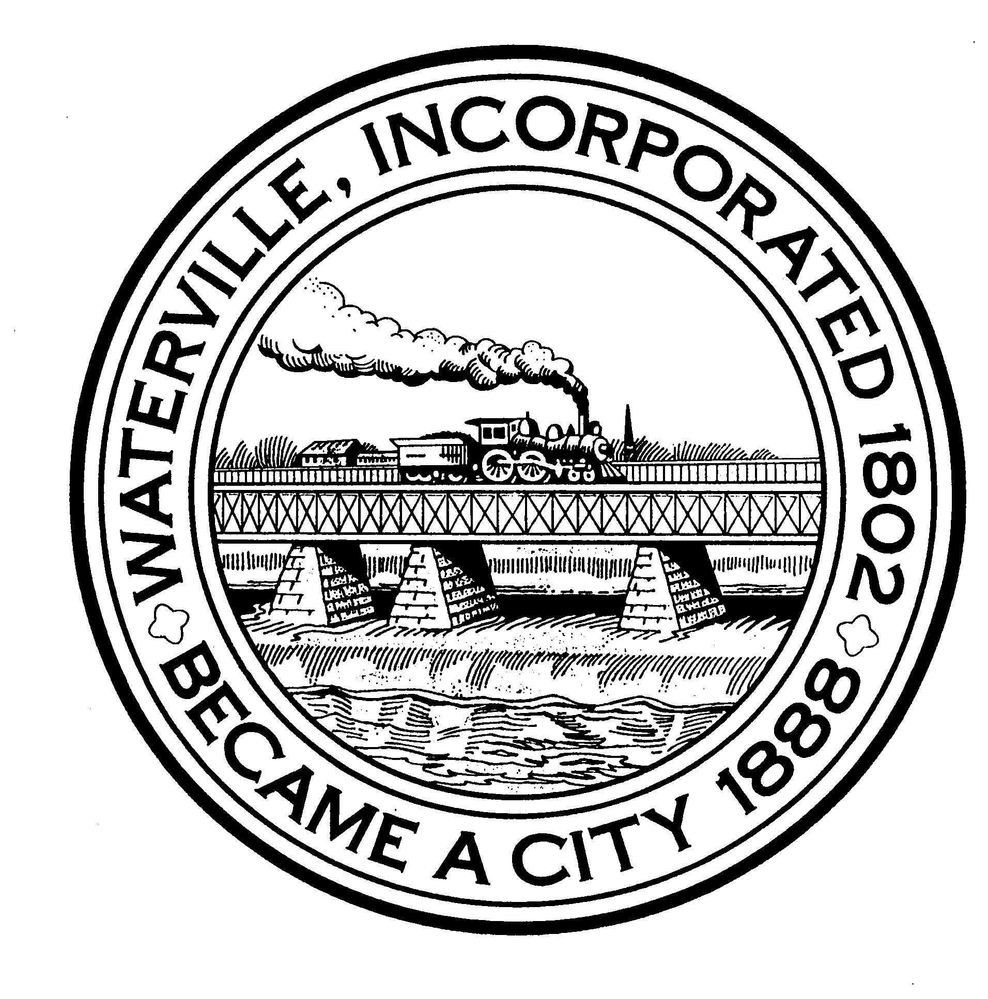 WATERVILLE, INCORPORATED 1802
BECAME A CITY 1888